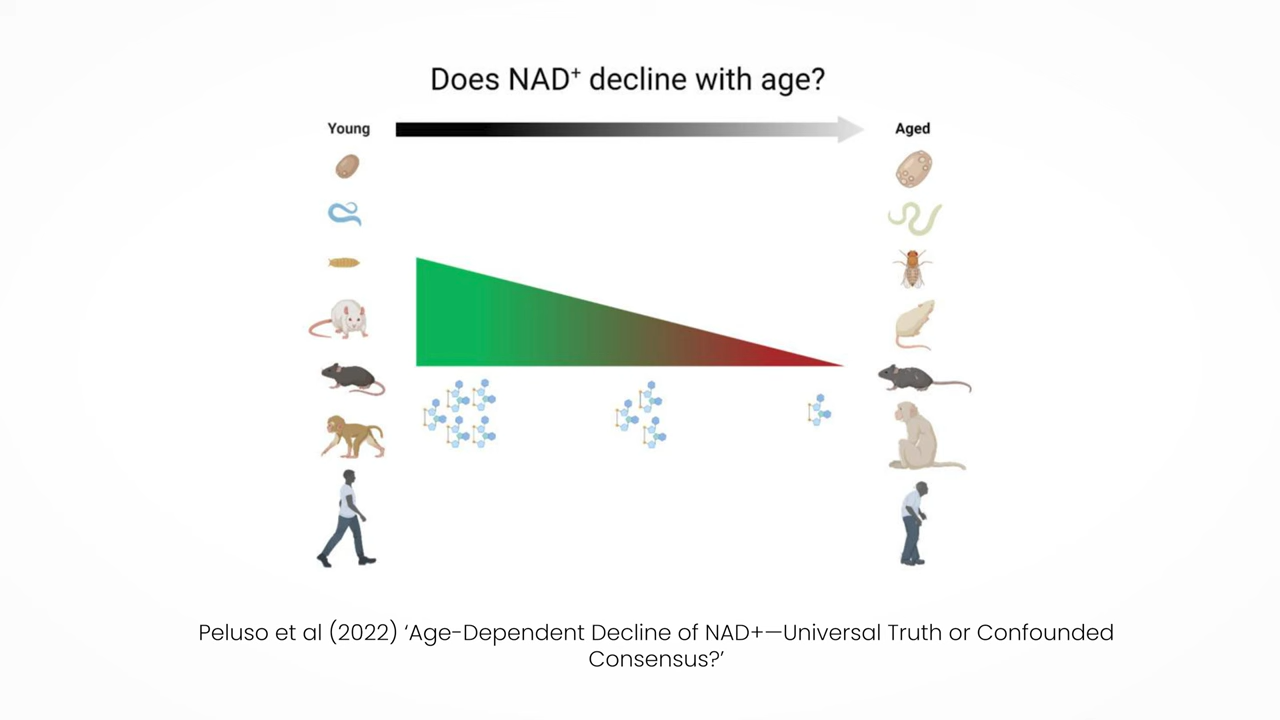 Does NAD⁺ decline with age?
Young
Aged
Peluso et al (2022) ‘Age-Dependent Decline of NAD+—Universal Truth or Confounded
Consensus?’